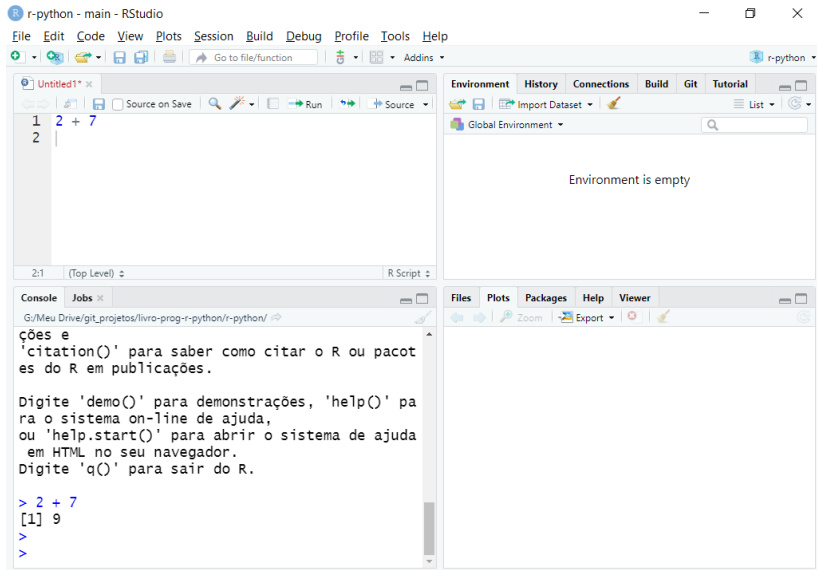 r-python - main - RStudio
File Edit Code View Plots Session Build Debug Profile Tools Help
Go to file/function Addins r-python
Untitled1*
Source on Save Run Source
1 2 + 7
2
2:1 (Top Level) R Script
Environment History Connections Build Git Tutorial
Import Dataset List
Global Environment
Environment is empty
Console Jobs
G:/Meu Drive/git_projetos/livro-prog-r-python/r-python/
ções e
'citation()' para saber como citar o R ou pacot
es do R em publicações.
Digite 'demo()' para demonstrações, 'help()' pa
ra o sistema on-line de ajuda,
ou 'help.start()' para abrir o sistema de ajuda
em HTML no seu navegador.
Digite 'q()' para sair do R.
> 2 + 7
[1] 9
>
>
Files Plots Packages Help Viewer
Zoom Export